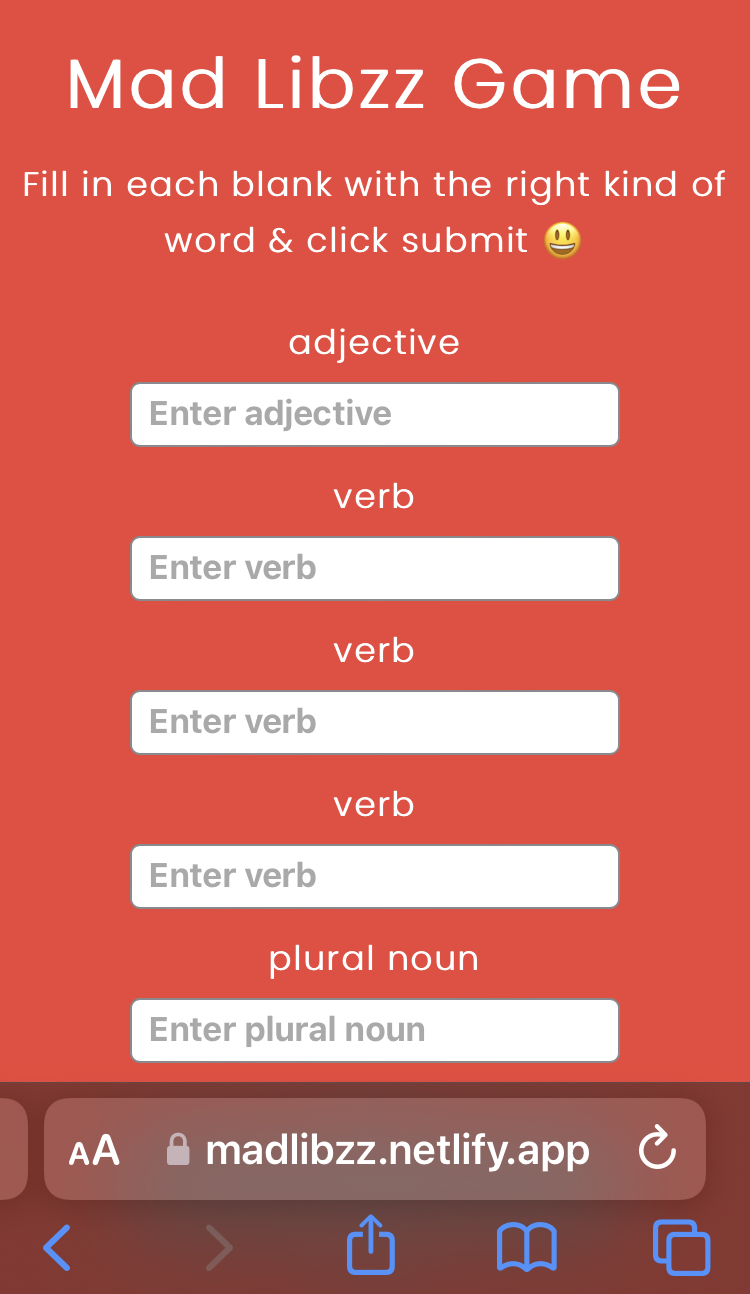 Mad Libzz Game
Fill in each blank with the right kind of
word & click submit 😃
adjective
Enter adjective
verb
Enter verb
verb
Enter verb
verb
Enter verb
plural noun
Enter plural noun
AA madlibzz.netlify.app